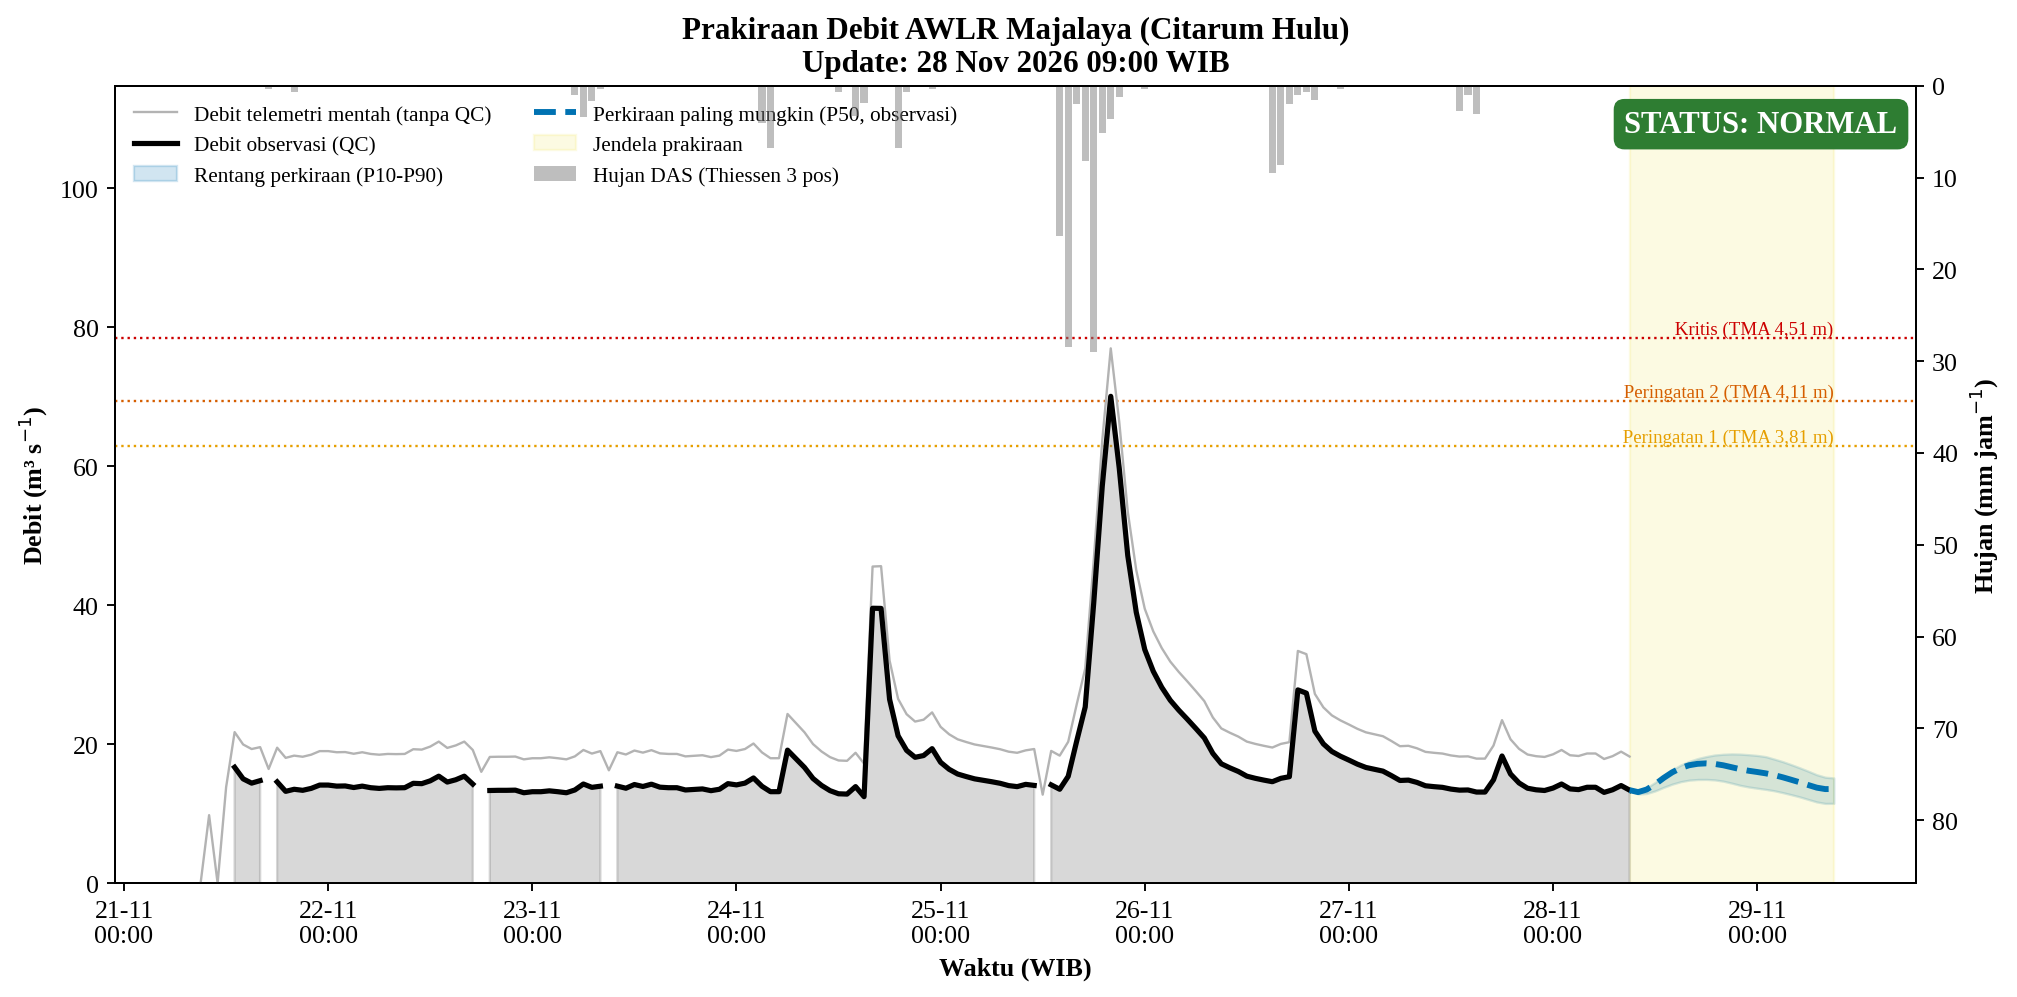 Prakiraan Debit AWLR Majalaya (Citarum Hulu)
Update: 28 Nov 2026 09:00 WIB
Debit telemetri mentah (tanpa QC)
Debit observasi (QC)
Rentang perkiraan (P10-P90)
Perkiraan paling mungkin (P50, observasi)
Jendela prakiraan
Hujan DAS (Thiessen 3 pos)
STATUS: NORMAL
Kritis (TMA 4,51 m)
Peringatan 2 (TMA 4,11 m)
Peringatan 1 (TMA 3,81 m)
Debit (m³ s⁻¹)
100
80
60
40
20
0
Hujan (mm jam⁻¹)
0
10
20
30
40
50
60
70
80
21-11
00:00
22-11
00:00
23-11
00:00
24-11
00:00
25-11
00:00
26-11
00:00
27-11
00:00
28-11
00:00
29-11
00:00
Waktu (WIB)